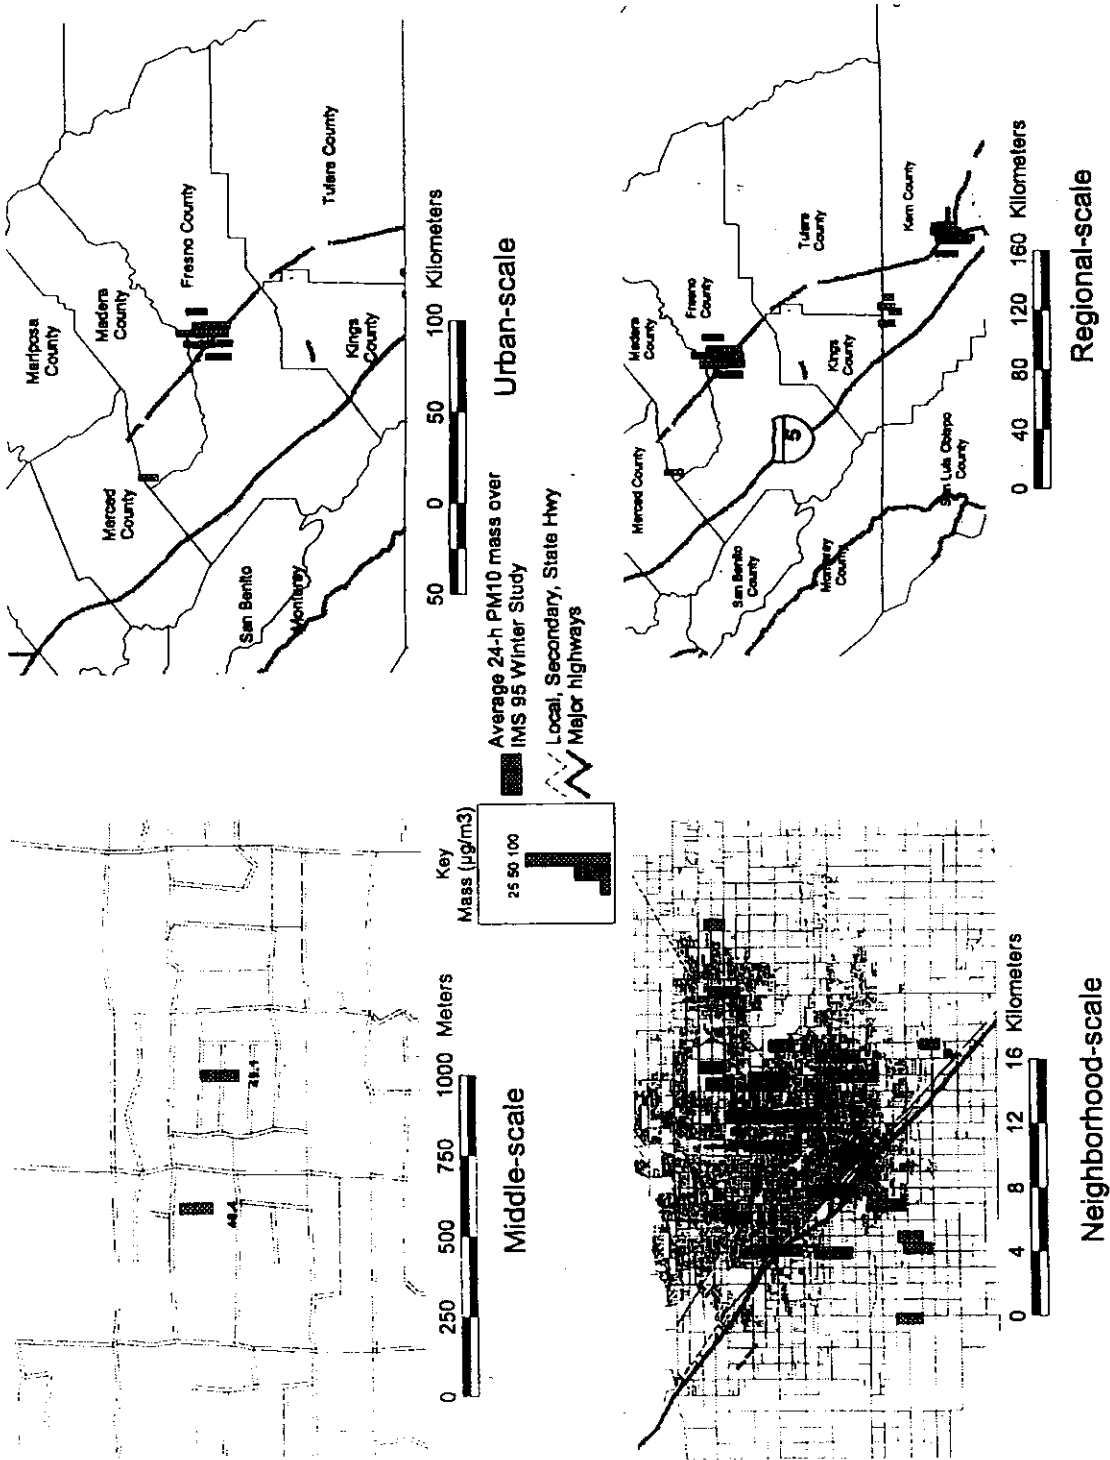 Mariposa
County
Madera
County
Merced
County
Fresno County
San Benito
Monterey
Kings
County
Tulare County
50 0 50 100 Kilometers
Urban-scale
0 250 500 750 1000 Meters
Middle-scale
Key
Mass (µg/m3)
25 50 100
Average 24-h PM10 mass over
IMS 95 Winter Study
Local, Secondary, State Hwy
Major highways
0 4 8 12 16 Kilometers
Neighborhood-scale
Merced County
Madera
County
Fresno
County
San Benito
County
Monterey
County
5
Kings
County
Tulare
County
San Luis Obispo
County
Kern County
0 40 80 120 160 Kilometers
Regional-scale